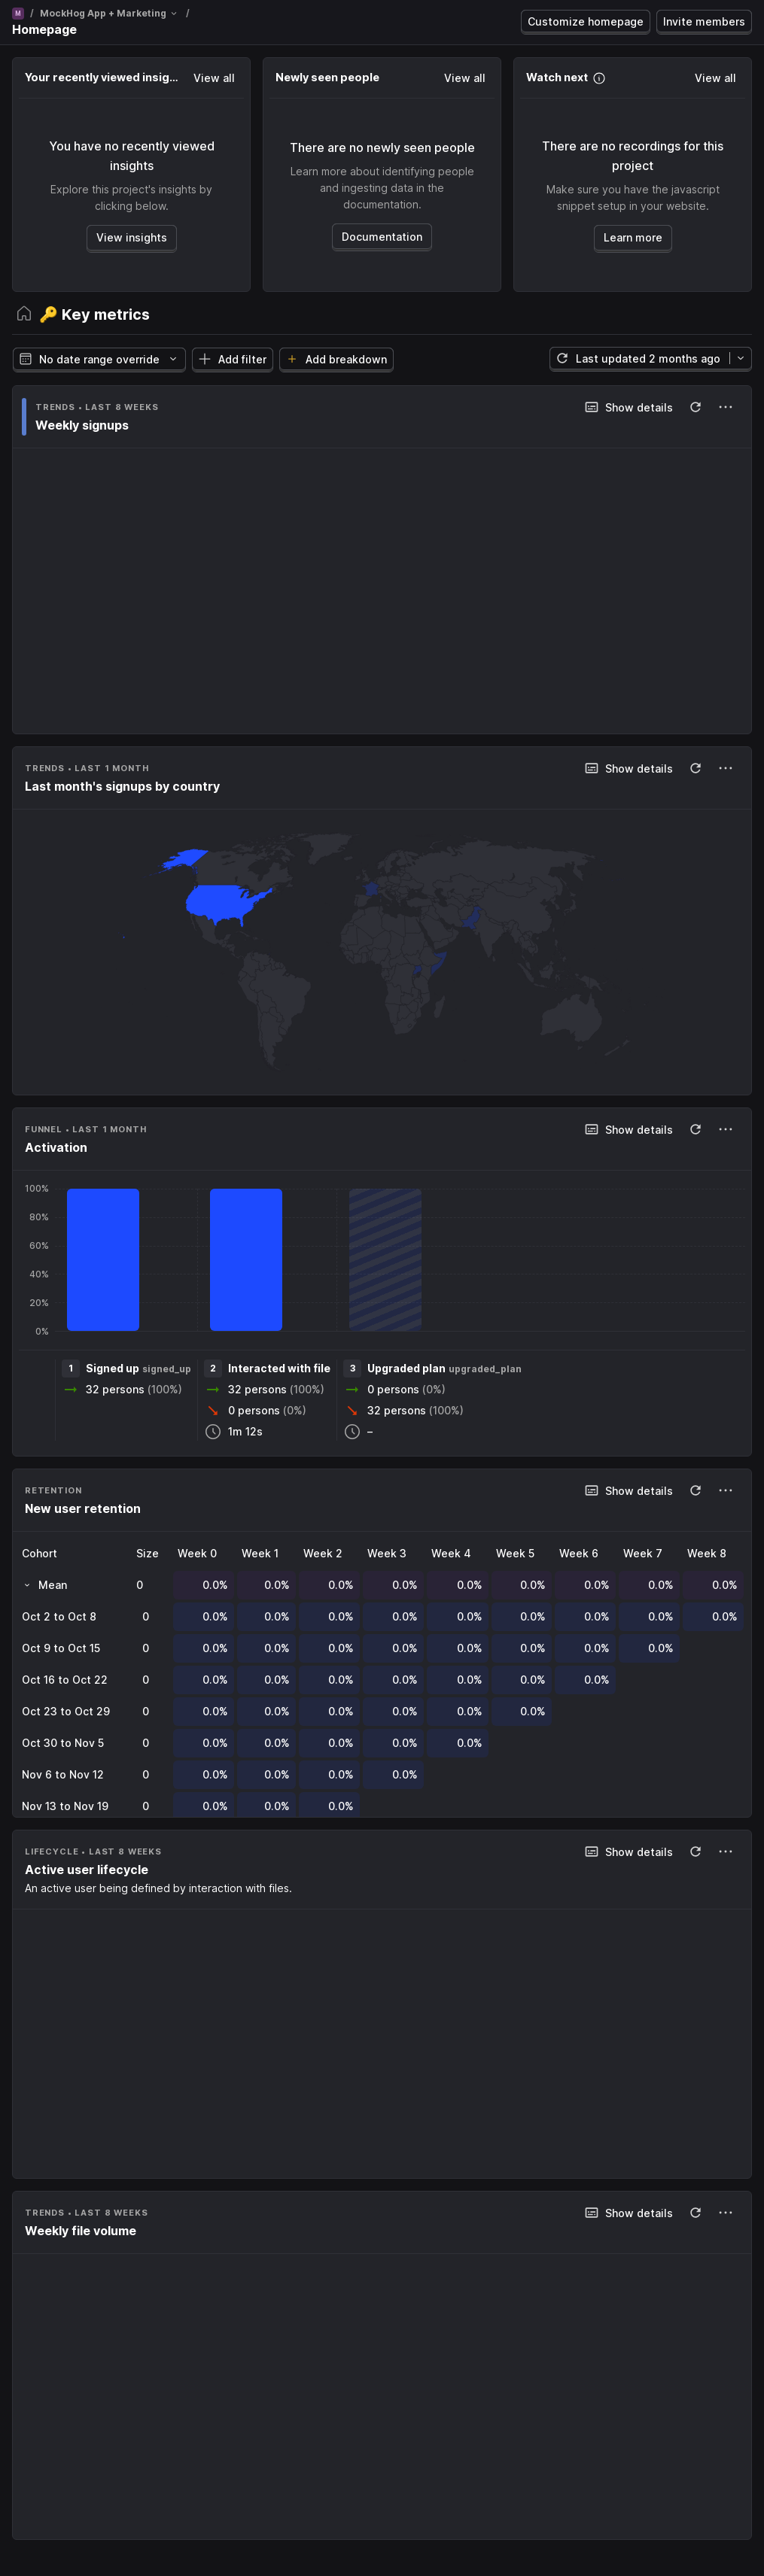 M / MockHog App + Marketing /
Homepage
Customize homepage
Invite members
Your recently viewed insig...
View all
You have no recently viewed
insights
Explore this project's insights by
clicking below.
View insights
Newly seen people
View all
There are no newly seen people
Learn more about identifying people
and ingesting data in the
documentation.
Documentation
Watch next
View all
There are no recordings for this
project
Make sure you have the javascript
snippet setup in your website.
Learn more
🔑 Key metrics
No date range override
Add filter
Add breakdown
Last updated 2 months ago
TRENDS • LAST 8 WEEKS
Show details
Weekly signups
TRENDS • LAST 1 MONTH
Show details
Last month's signups by country
FUNNEL • LAST 1 MONTH
Show details
Activation
100%
80%
60%
40%
20%
0%
1 Signed up signed_up
32 persons (100%)
2 Interacted with file
32 persons (100%)
0 persons (0%)
1m 12s
3 Upgraded plan upgraded_plan
0 persons (0%)
32 persons (100%)
–
RETENTION
Show details
New user retention
Cohort Size Week 0 Week 1 Week 2 Week 3 Week 4 Week 5 Week 6 Week 7 Week 8
Mean 0 0.0% 0.0% 0.0% 0.0% 0.0% 0.0% 0.0% 0.0% 0.0%
Oct 2 to Oct 8 0 0.0% 0.0% 0.0% 0.0% 0.0% 0.0% 0.0% 0.0% 0.0%
Oct 9 to Oct 15 0 0.0% 0.0% 0.0% 0.0% 0.0% 0.0% 0.0% 0.0%
Oct 16 to Oct 22 0 0.0% 0.0% 0.0% 0.0% 0.0% 0.0% 0.0%
Oct 23 to Oct 29 0 0.0% 0.0% 0.0% 0.0% 0.0% 0.0%
Oct 30 to Nov 5 0 0.0% 0.0% 0.0% 0.0% 0.0%
Nov 6 to Nov 12 0 0.0% 0.0% 0.0% 0.0%
Nov 13 to Nov 19 0 0.0% 0.0% 0.0%
LIFECYCLE • LAST 8 WEEKS
Show details
Active user lifecycle
An active user being defined by interaction with files.
TRENDS • LAST 8 WEEKS
Show details
Weekly file volume